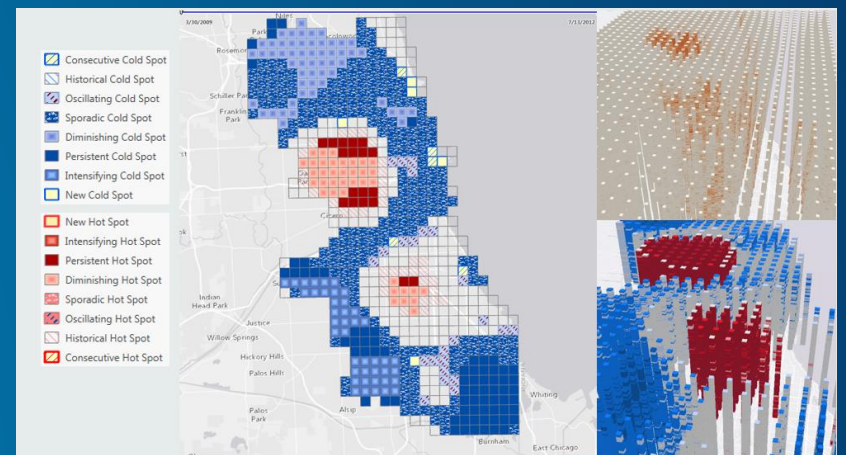 Consecutive Cold Spot
Historical Cold Spot
Oscillating Cold Spot
Sporadic Cold Spot
Diminishing Cold Spot
Persistent Cold Spot
Intensifying Cold Spot
New Cold Spot
New Hot Spot
Intensifying Hot Spot
Persistent Hot Spot
Diminishing Hot Spot
Sporadic Hot Spot
Oscillating Hot Spot
Historical Hot Spot
Consecutive Hot Spot
3/30/2009
7/13/2012
Niles
Park
Rosemon
Schiller Par
Franklin
Park
Cicero
Indian
Head Park
Justice
Willow Springs
Hickory Hills
Palos Hills
Palos
Park
Alsip
Whiting
Burnham
East Chicago